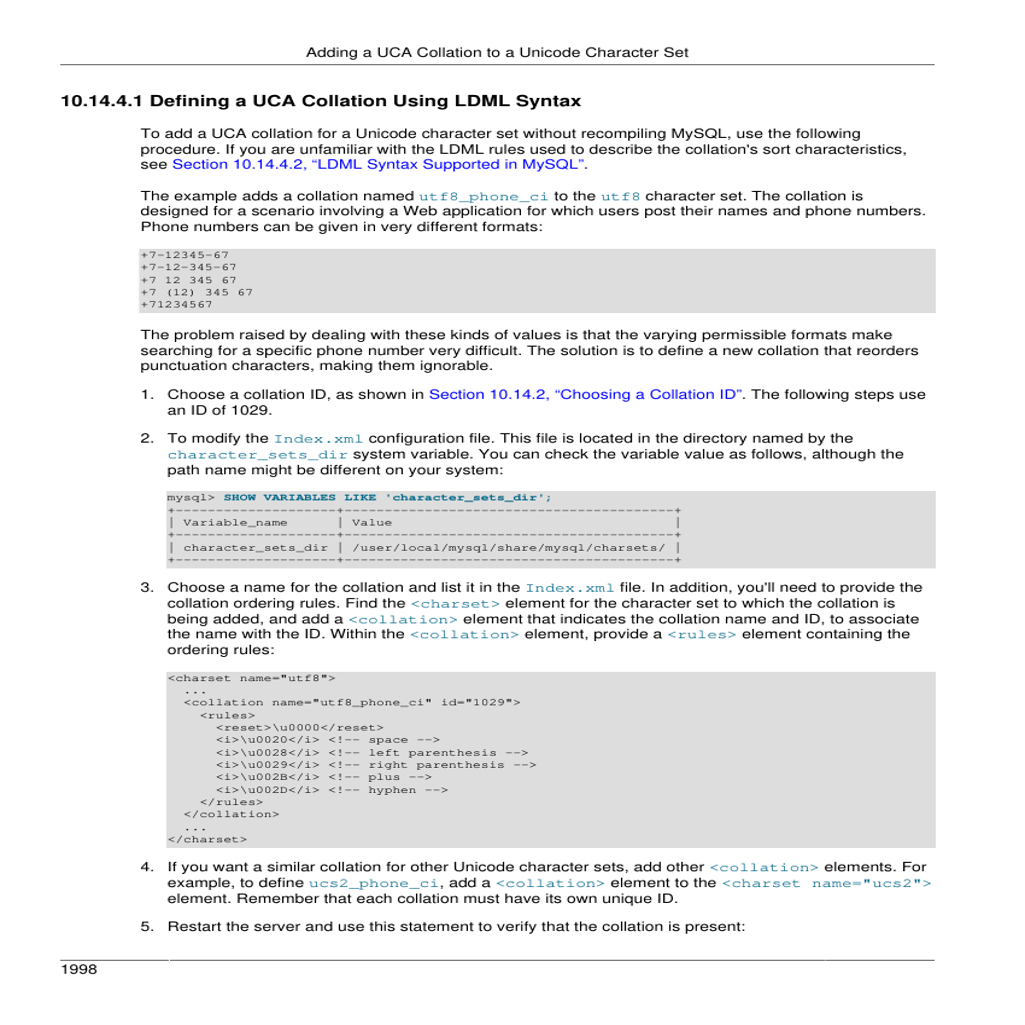 Adding a UCA Collation to a Unicode Character Set
10.14.4.1 Defining a UCA Collation Using LDML Syntax
To add a UCA collation for a Unicode character set without recompiling MySQL, use the following
procedure. If you are unfamiliar with the LDML rules used to describe the collation's sort characteristics,
see Section 10.14.4.2, “LDML Syntax Supported in MySQL”.
The example adds a collation named utf8_phone_ci to the utf8 character set. The collation is
designed for a scenario involving a Web application for which users post their names and phone numbers.
Phone numbers can be given in very different formats:
+7-12345-67
+7-12-345-67
+7 12 345 67
+7 (12) 345 67
+71234567
The problem raised by dealing with these kinds of values is that the varying permissible formats make
searching for a specific phone number very difficult. The solution is to define a new collation that reorders
punctuation characters, making them ignorable.
1. Choose a collation ID, as shown in Section 10.14.2, “Choosing a Collation ID”. The following steps use
an ID of 1029.
2. To modify the Index.xml configuration file. This file is located in the directory named by the
character_sets_dir system variable. You can check the variable value as follows, although the
path name might be different on your system:
mysql> SHOW VARIABLES LIKE 'character_sets_dir';
+--------------------+-----------------------------------------+
| Variable_name      | Value                                   |
+--------------------+-----------------------------------------+
| character_sets_dir | /user/local/mysql/share/mysql/charsets/ |
+--------------------+-----------------------------------------+
3. Choose a name for the collation and list it in the Index.xml file. In addition, you'll need to provide the
collation ordering rules. Find the <charset> element for the character set to which the collation is
being added, and add a <collation> element that indicates the collation name and ID, to associate
the name with the ID. Within the <collation> element, provide a <rules> element containing the
ordering rules:
<charset name="utf8">
  ...
  <collation name="utf8_phone_ci" id="1029">
    <rules>
      <reset>\u0000</reset>
      <i>\u0020</i> <!-- space -->
      <i>\u0028</i> <!-- left parenthesis -->
      <i>\u0029</i> <!-- right parenthesis -->
      <i>\u002B</i> <!-- plus -->
      <i>\u002D</i> <!-- hyphen -->
    </rules>
  </collation>
  ...
</charset>
4. If you want a similar collation for other Unicode character sets, add other <collation> elements. For
example, to define ucs2_phone_ci, add a <collation> element to the <charset name="ucs2">
element. Remember that each collation must have its own unique ID.
5. Restart the server and use this statement to verify that the collation is present:
1998